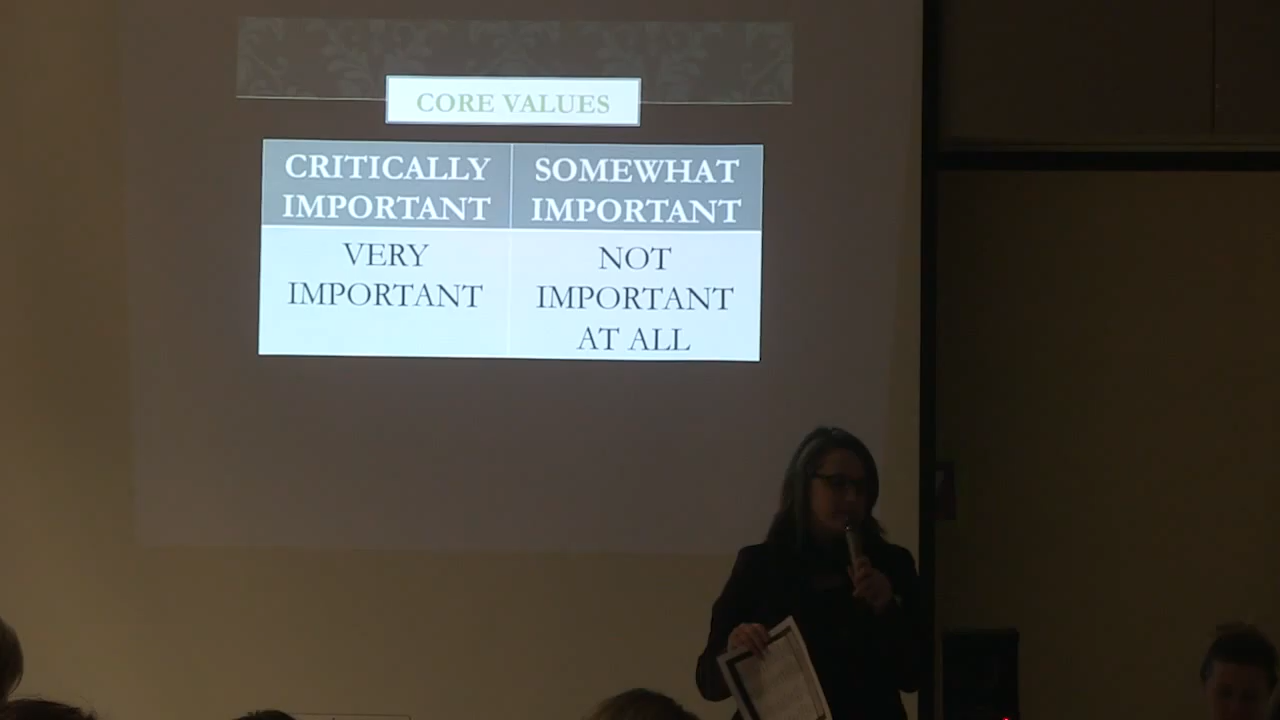 CORE VALUES
CRITICALLY
IMPORTANT
SOMEWHAT
IMPORTANT
VERY
IMPORTANT
NOT
IMPORTANT
AT ALL